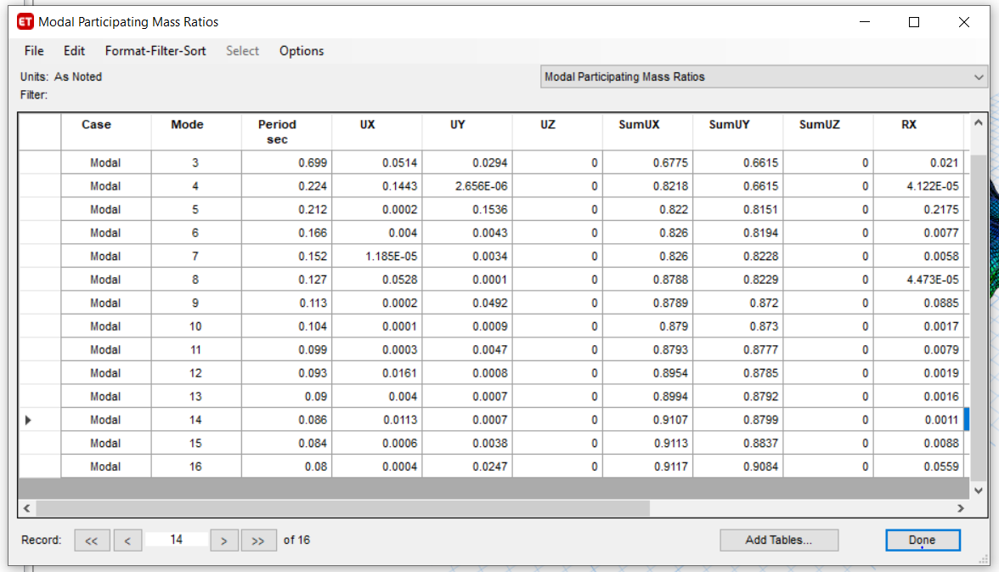 ET Modal Participating Mass Ratios
File Edit Format-Filter-Sort Select Options
Units: As Noted Modal Participating Mass Ratios
Filter:
Case Mode Period UX UY UZ SumUX SumUY SumUZ RX
sec
Modal 3 0.699 0.0514 0.0294 0 0.6775 0.6615 0 0.021
Modal 4 0.224 0.1443 2.656E-06 0 0.8218 0.6615 0 4.122E-05
Modal 5 0.212 0.0002 0.1536 0 0.822 0.8151 0 0.2175
Modal 6 0.166 0.004 0.0043 0 0.826 0.8194 0 0.0077
Modal 7 0.152 1.185E-05 0.0034 0 0.826 0.8228 0 0.0058
Modal 8 0.127 0.0528 0.0001 0 0.8788 0.8229 0 4.473E-05
Modal 9 0.113 0.0002 0.0492 0 0.8789 0.872 0 0.0885
Modal 10 0.104 0.0001 0.0009 0 0.879 0.873 0 0.0017
Modal 11 0.099 0.0003 0.0047 0 0.8793 0.8777 0 0.0079
Modal 12 0.093 0.0161 0.0008 0 0.8954 0.8785 0 0.0019
Modal 13 0.09 0.004 0.0007 0 0.8994 0.8792 0 0.0016
Modal 14 0.086 0.0113 0.0007 0 0.9107 0.8799 0 0.0011
Modal 15 0.084 0.0006 0.0038 0 0.9113 0.8837 0 0.0088
Modal 16 0.08 0.0004 0.0247 0 0.9117 0.9084 0 0.0559
Record: << < 14 > >> of 16 Add Tables... Done